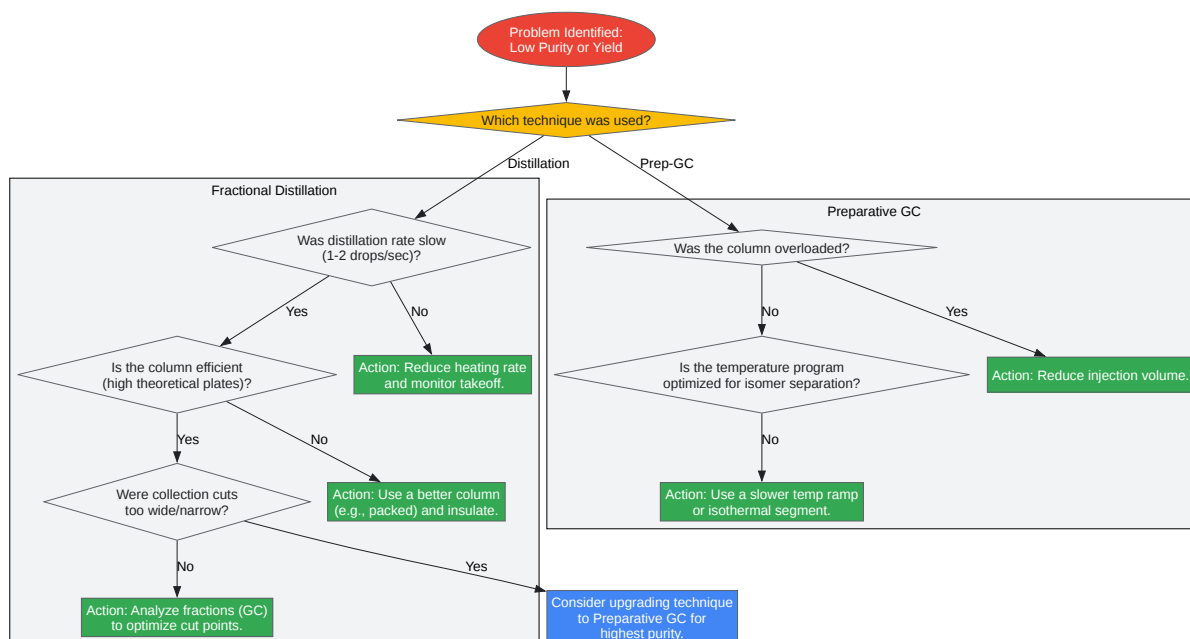 Problem Identified:
Low Purity or Yield
Which technique was used?
Distillation
Prep-GC
Fractional Distillation
Preparative GC
Was distillation rate slow
(1-2 drops/sec)?
Was the column overloaded?
Yes
No
No
Yes
Is the column efficient
(high theoretical plates)?
Action: Reduce heating rate
and monitor takeoff.
Is the temperature program
optimized for isomer separation?
Action: Reduce injection volume.
Yes
No
No
Were collection cuts
too wide/narrow?
Action: Use a better column
(e.g., packed) and insulate.
Action: Use a slower temp ramp
or isothermal segment.
No
Yes
Action: Analyze fractions (GC)
to optimize cut points.
Consider upgrading technique
to Preparative GC for
highest purity.